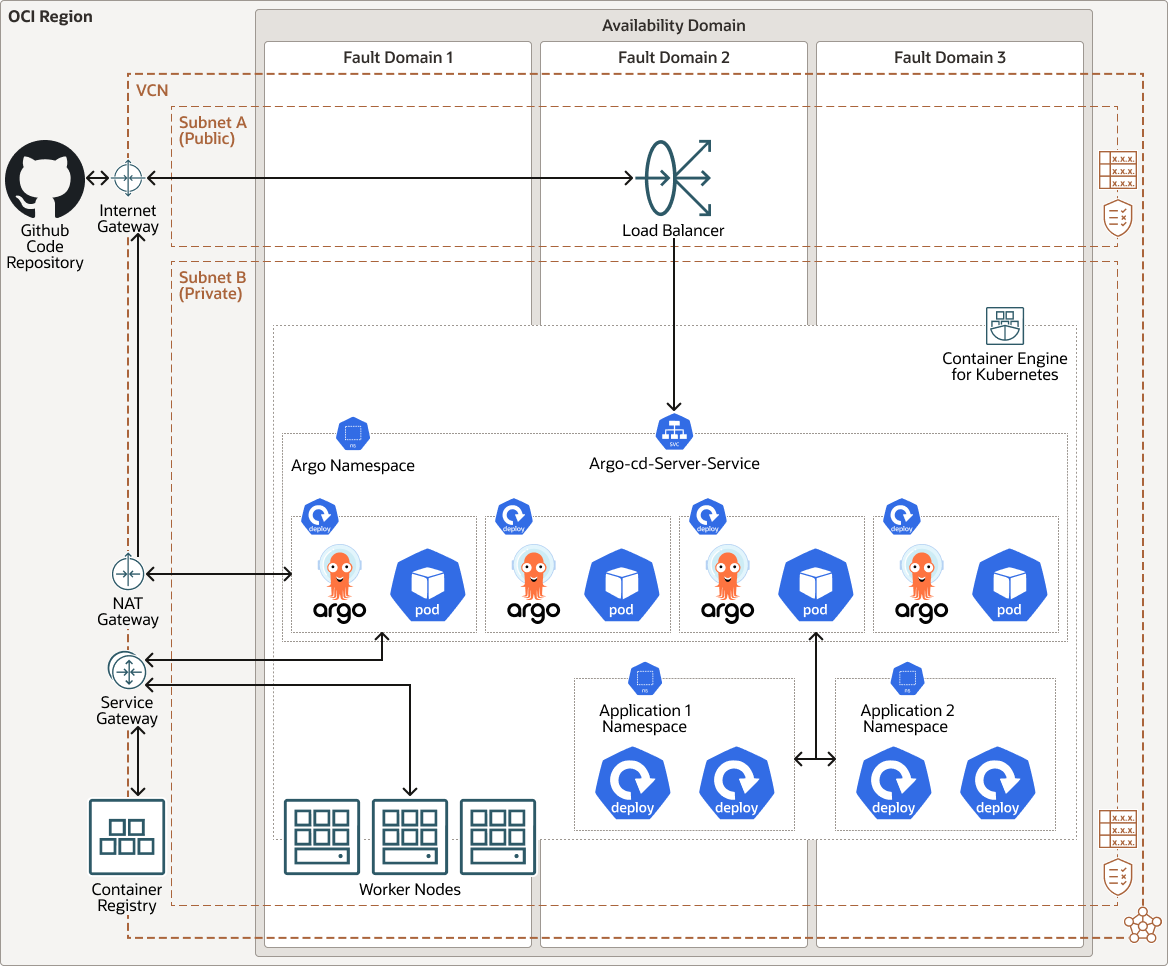 OCI Region
Availability Domain
Fault Domain 1
Fault Domain 2
Fault Domain 3
VCN
Subnet A
(Public)
x.x.x.
x.x.x.
x.x.x.
Github
Code
Repository
Internet
Gateway
Load Balancer
Subnet B
(Private)
Container Engine
for Kubernetes
ns
Argo Namespace
svc
Argo-cd-Server-Service
deploy
deploy
deploy
deploy
argo
pod
argo
pod
argo
pod
argo
pod
NAT
Gateway
Service
Gateway
ns
Application 1
Namespace
deploy
deploy
ns
Application 2
Namespace
deploy
deploy
x.x.x.
x.x.x.
x.x.x.
Worker Nodes
Container
Registry